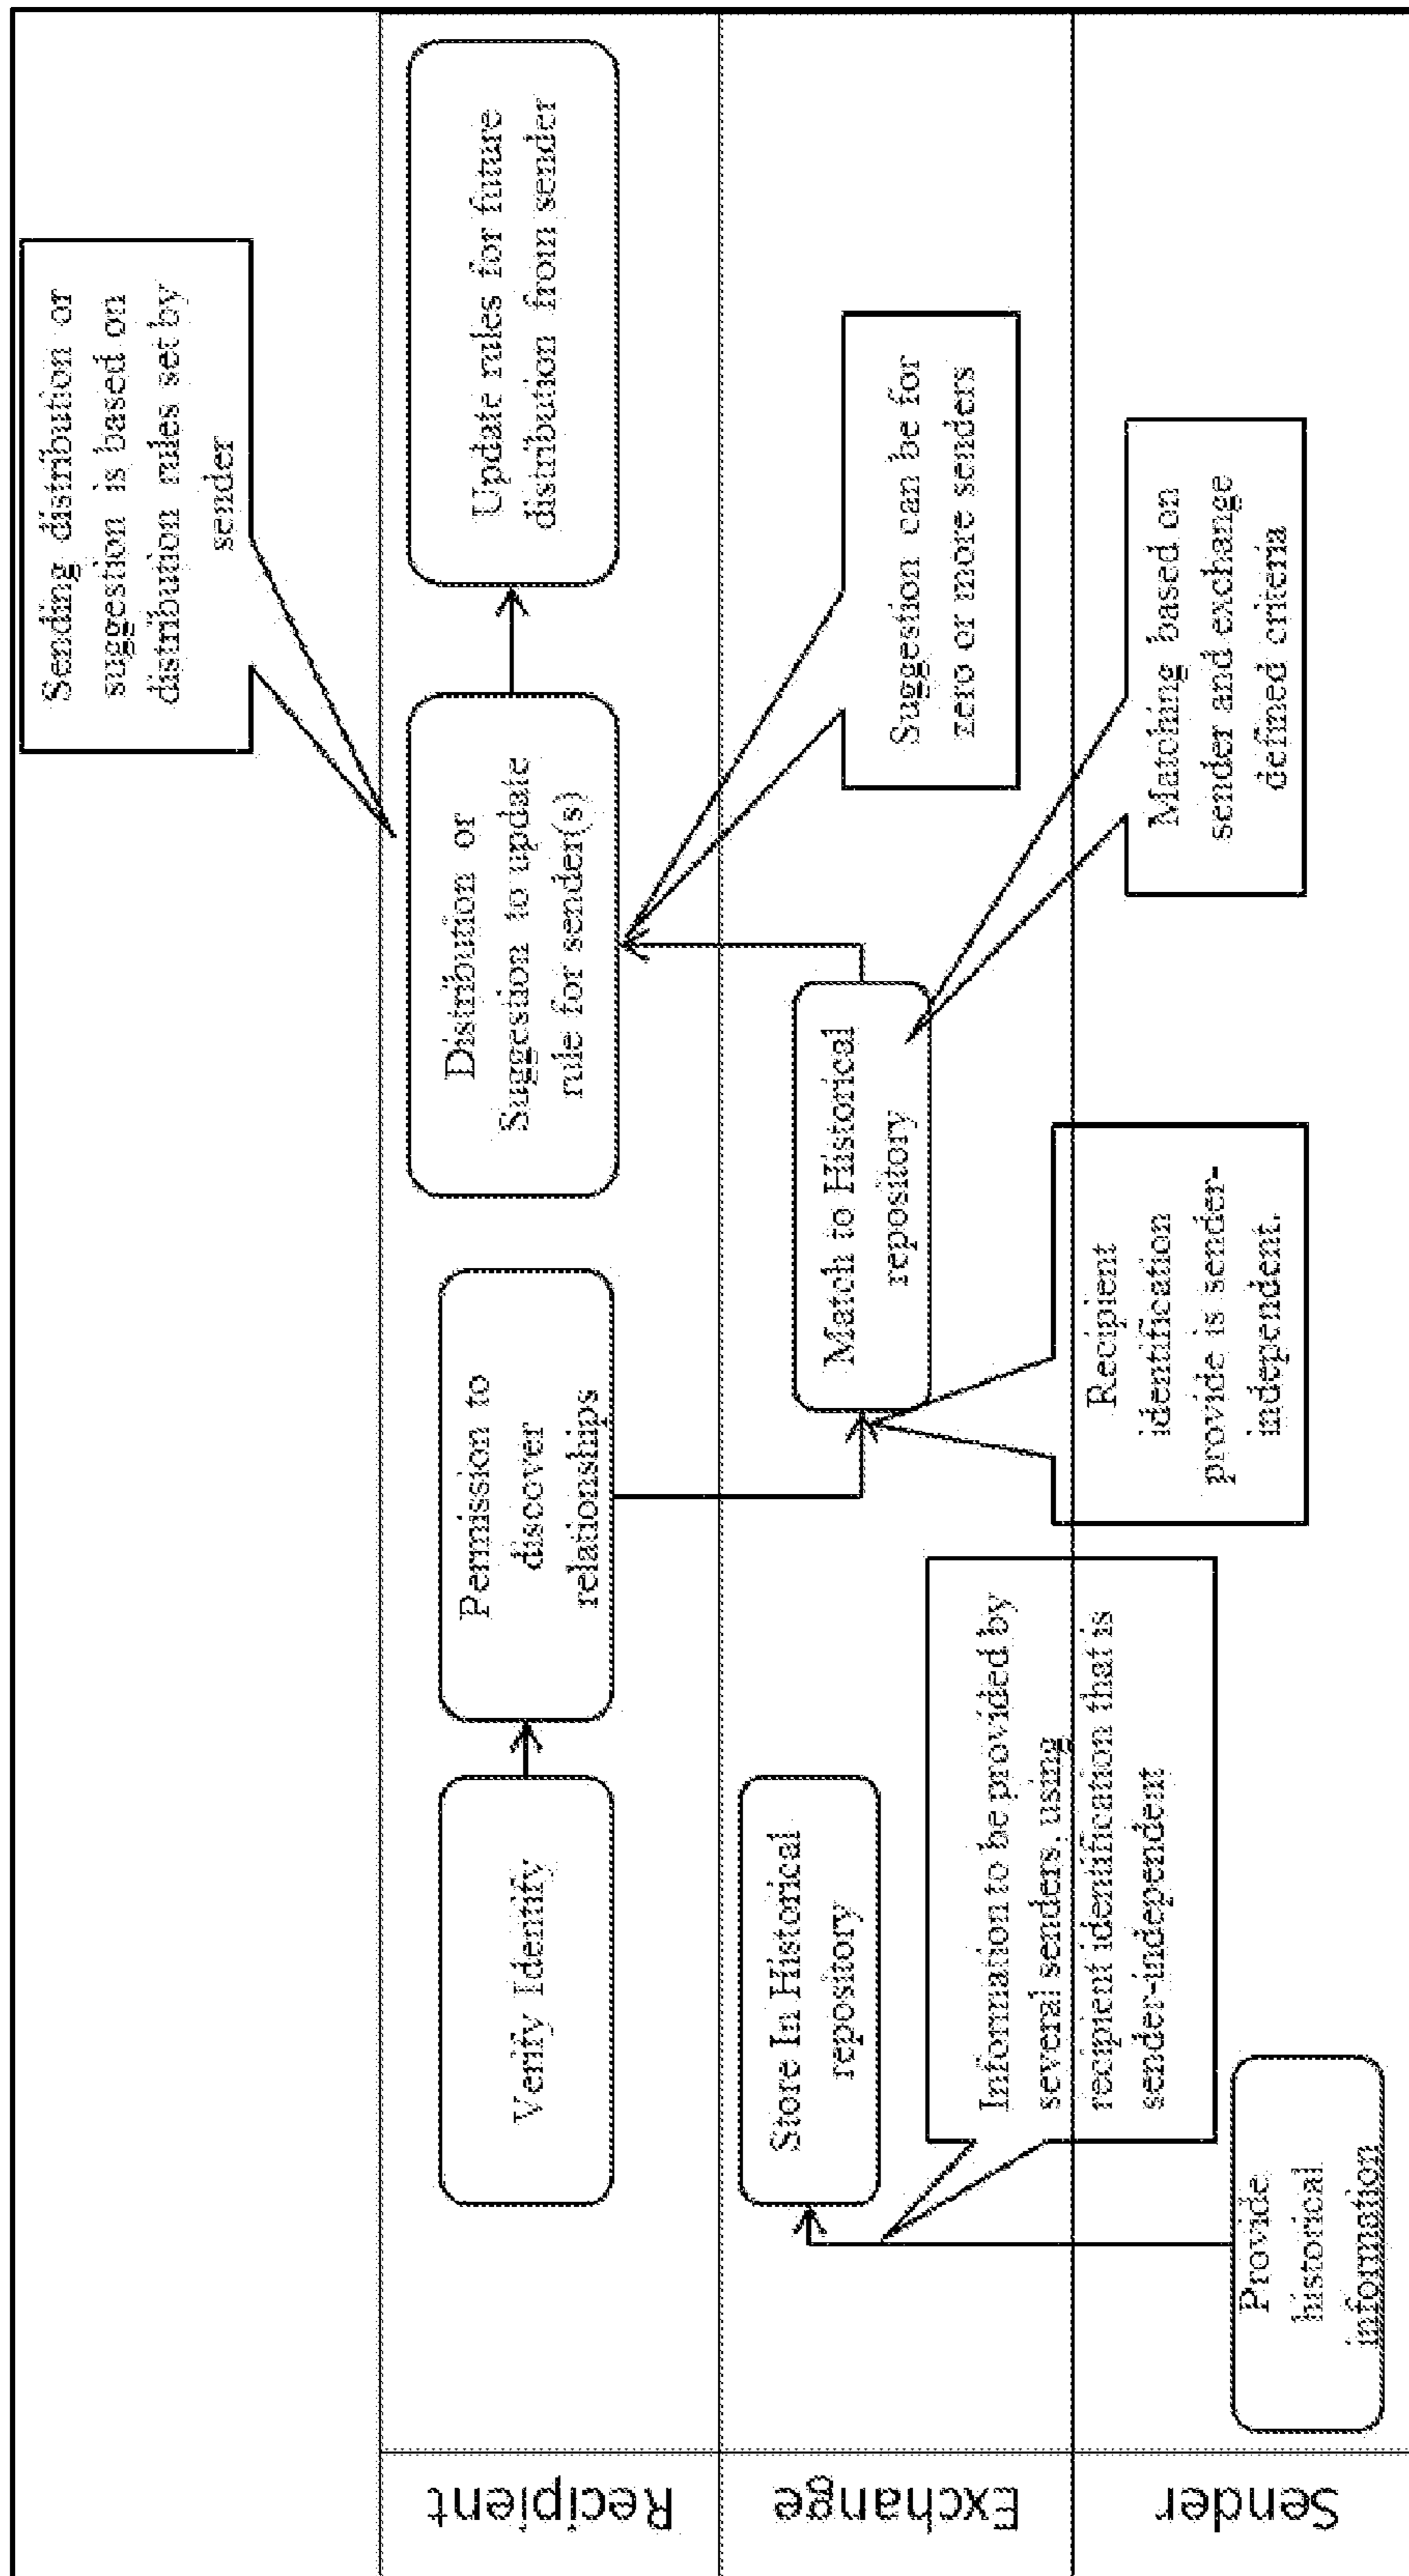 Sending distribution or
suggestion is based on
distribution rules set by
sender
Recipient
Verify Identify
Permission to
discover
relationships
Distribution or
Suggestion to update
rule for sender(s)
Update rules for future
distribution from sender
Exchange
Store In Historical
repository
Match to Historical
repository
Suggestion can be for
zero or more senders
Information to be provided by
several senders, using
recipient identification that is
sender-independent
Recipient
identification
provide is sender-
independent.
Matching based on
sender and exchange
defined criteria
Sender
Provide
historical
information